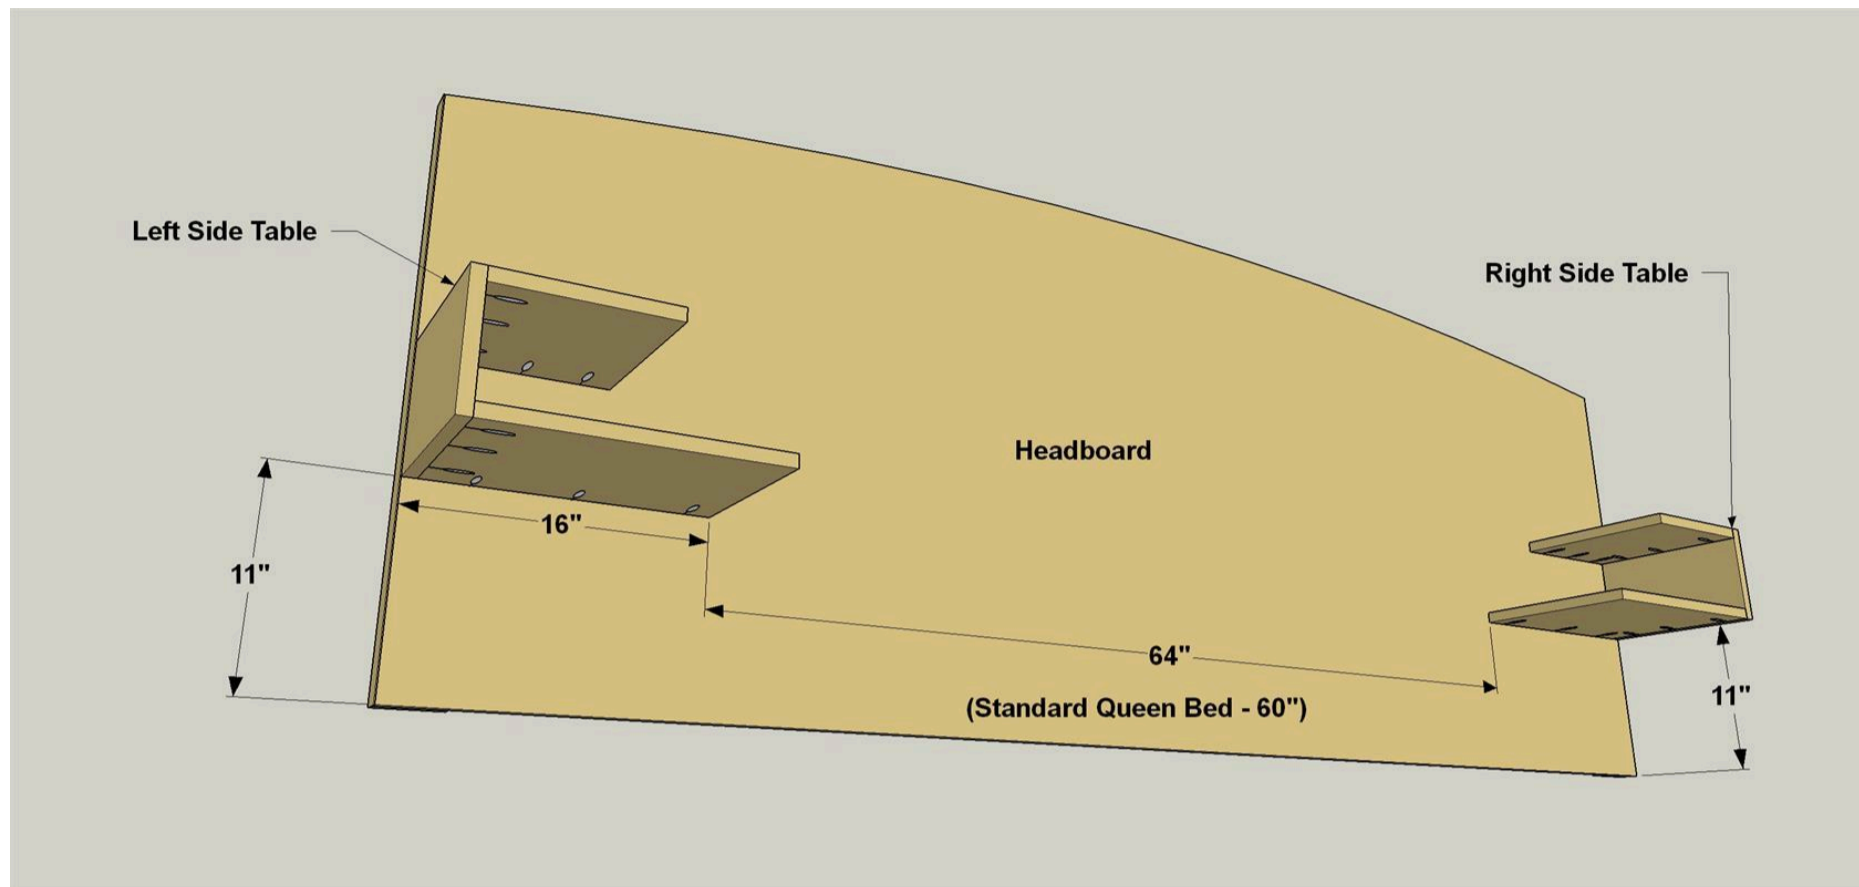 Left Side Table
Right Side Table
Headboard
16"
11"
64"
(Standard Queen Bed - 60")
11"